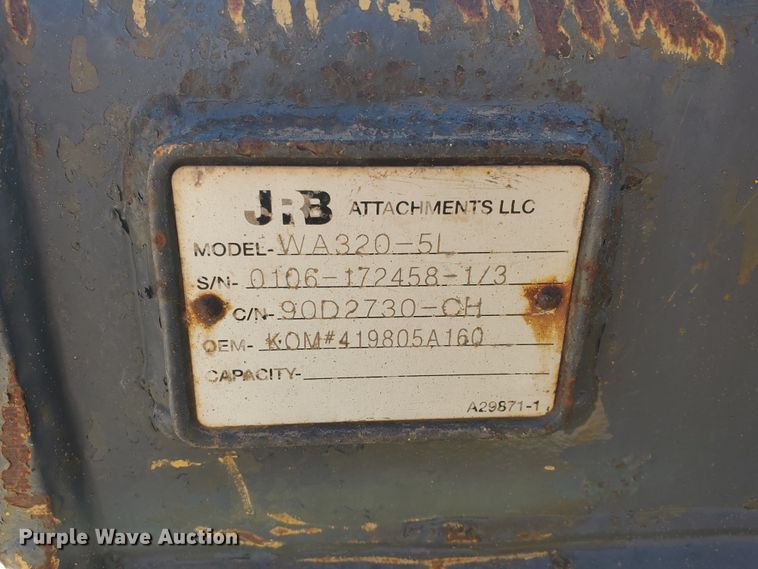 JRB ATTACHMENTS LLC
MODEL- WA320-5L
S/N- 0106-172458-1/3
C/N- 90D2730-CH
OEM- KOM#419805A160
CAPACITY-
A29871-1
Purple Wave Auction